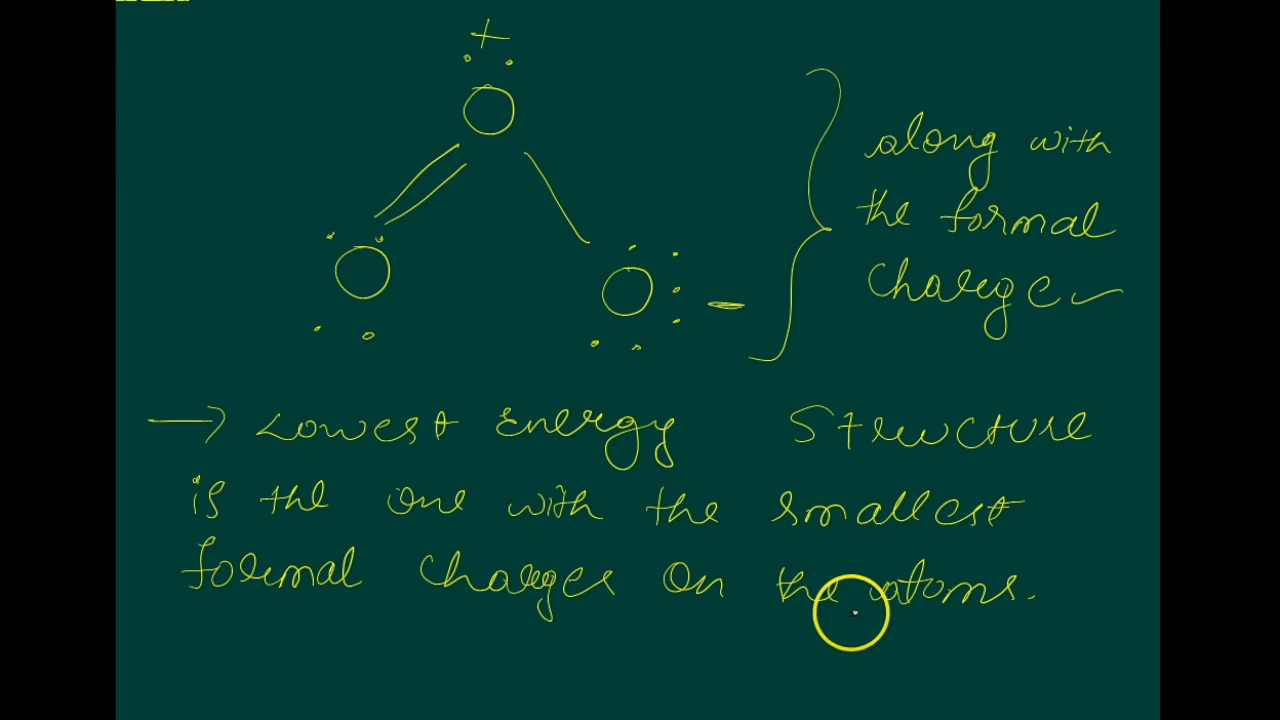 +
O
O
O -
along with
the formal
charge
→ Lowest Energy Structure
is the one with the smallest
formal charges on the atoms.